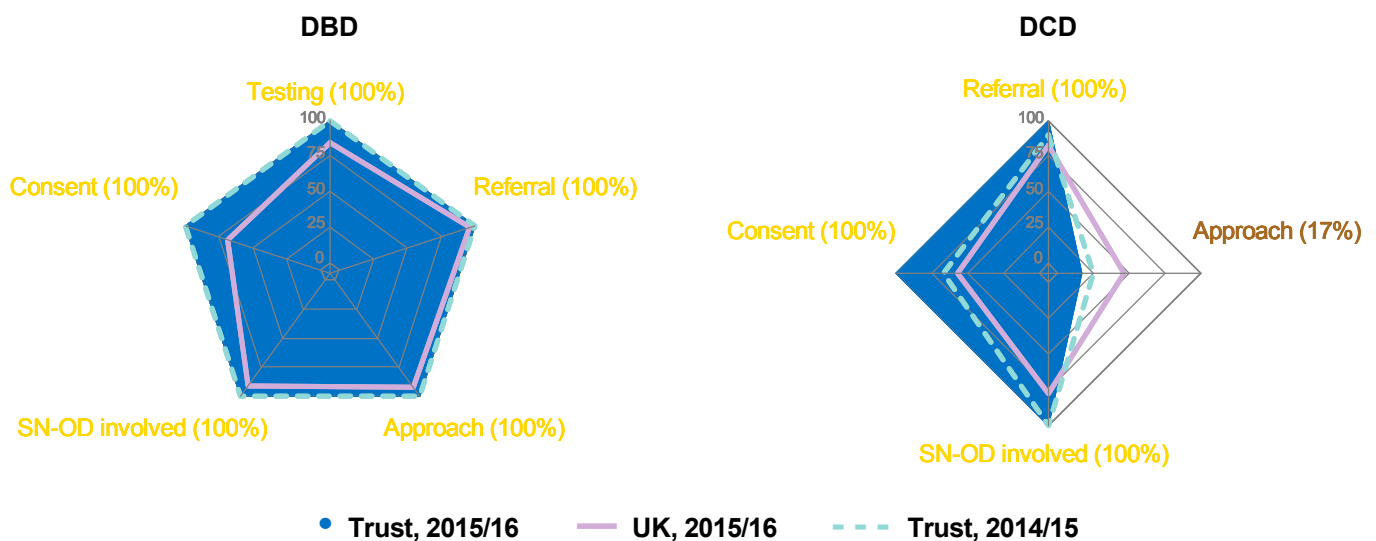 DBD
Testing (100%)
100
75
50
25
0
Consent (100%)
Referral (100%)
SN-OD involved (100%)
Approach (100%)
DCD
Referral (100%)
100
75
50
25
0
Consent (100%)
Approach (17%)
SN-OD involved (100%)
Trust, 2015/16
UK, 2015/16
Trust, 2014/15